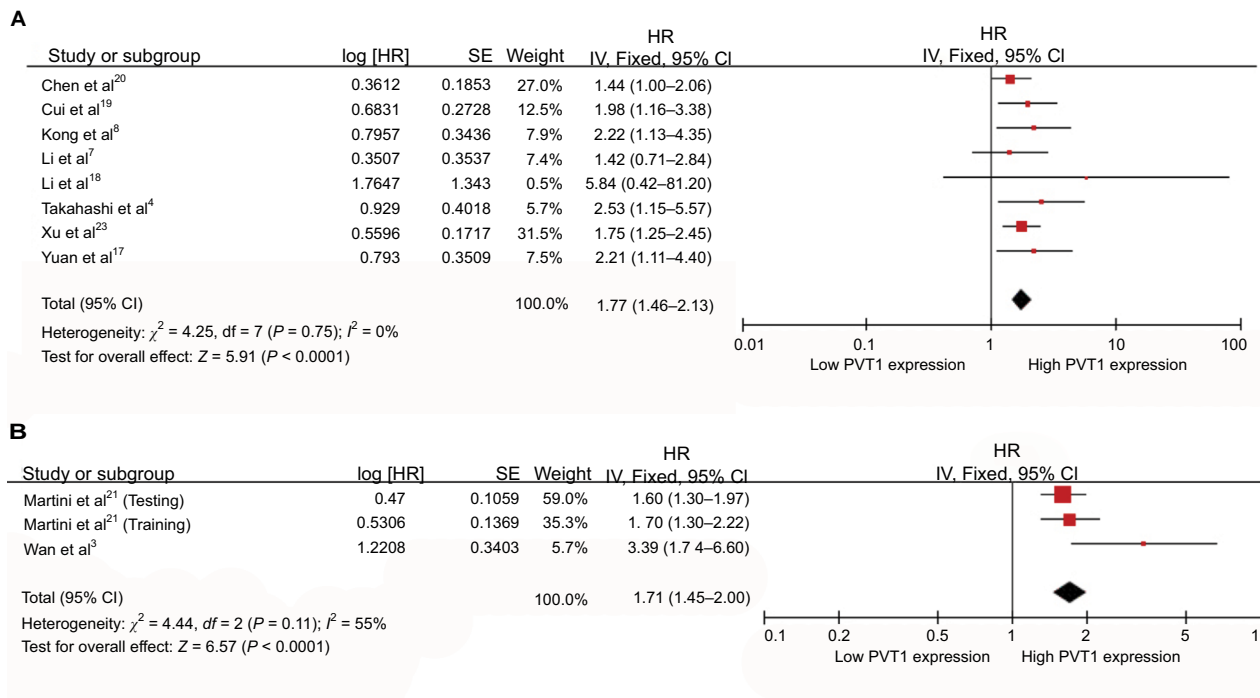 A
HR HR
Study or subgroup log [HR] SE Weight IV, Fixed, 95% CI IV, Fixed, 95% CI
Chen et al20 0.3612 0.1853 27.0% 1.44 (1.00–2.06)
Cui et al19 0.6831 0.2728 12.5% 1.98 (1.16–3.38)
Kong et al8 0.7957 0.3436 7.9% 2.22 (1.13–4.35)
Li et al7 0.3507 0.3537 7.4% 1.42 (0.71–2.84)
Li et al18 1.7647 1.343 0.5% 5.84 (0.42–81.20)
Takahashi et al4 0.929 0.4018 5.7% 2.53 (1.15–5.57)
Xu et al23 0.5596 0.1717 31.5% 1.75 (1.25–2.45)
Yuan et al17 0.793 0.3509 7.5% 2.21 (1.11–4.40)
Total (95% CI) 100.0% 1.77 (1.46–2.13)
Heterogeneity: χ2 = 4.25, df = 7 (P = 0.75); I2 = 0%
Test for overall effect: Z = 5.91 (P < 0.0001)
0.01 0.1 1 10 100
Low PVT1 expression High PVT1 expression
B
HR HR
Study or subgroup log [HR] SE Weight IV, Fixed, 95% CI IV, Fixed, 95% CI
Martini et al21 (Testing) 0.47 0.1059 59.0% 1.60 (1.30–1.97)
Martini et al21 (Training) 0.5306 0.1369 35.3% 1. 70 (1.30–2.22)
Wan et al3 1.2208 0.3403 5.7% 3.39 (1.7 4–6.60)
Total (95% CI) 100.0% 1.71 (1.45–2.00)
Heterogeneity: χ2 = 4.44, df = 2 (P = 0.11); I2 = 55%
Test for overall effect: Z = 6.57 (P < 0.0001)
0.1 0.2 0.5 1 2 5
Low PVT1 expression High PVT1 expression